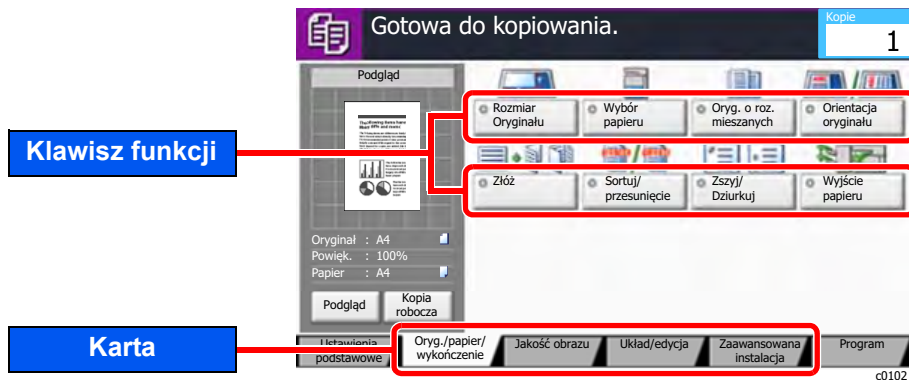 Gotowa do kopiowania.
Kopie
1
Podgląd
Klawisz funkcji
Rozmiar
Oryginału
Wybór
papieru
Oryg. o roz.
mieszanych
Orientacja
oryginału
Złóż
Sortuj/
przesunięcie
Zszyj/
Dziurkuj
Wyjście
papieru
Oryginał : A4
Powięk. : 100%
Papier : A4
Podgląd
Kopia
robocza
Karta
Ustawienia
podstawowe
Oryg./papier/
wykończenie
Jakość obrazu
Układ/edycja
Zaawansowana
instalacja
Program
c0102